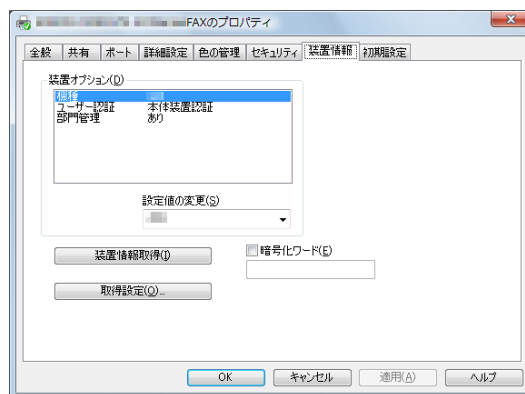 FAXのプロパティ
全般 共有 ポート 詳細設定 色の管理 セキュリティ 装置情報 初期設定
装置オプション(D)
機種
ユーザー認証 本体装置認証
部門管理 あり
設定値の変更(S)
装置情報取得(I)
暗号化ワード(E)
取得設定(O)...
OK キャンセル 適用(A) ヘルプ